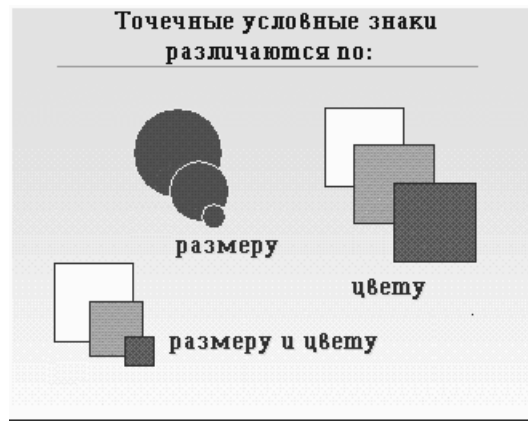 Точечные условные знаки
различаются по:
размеру
цвету
размеру и цвету